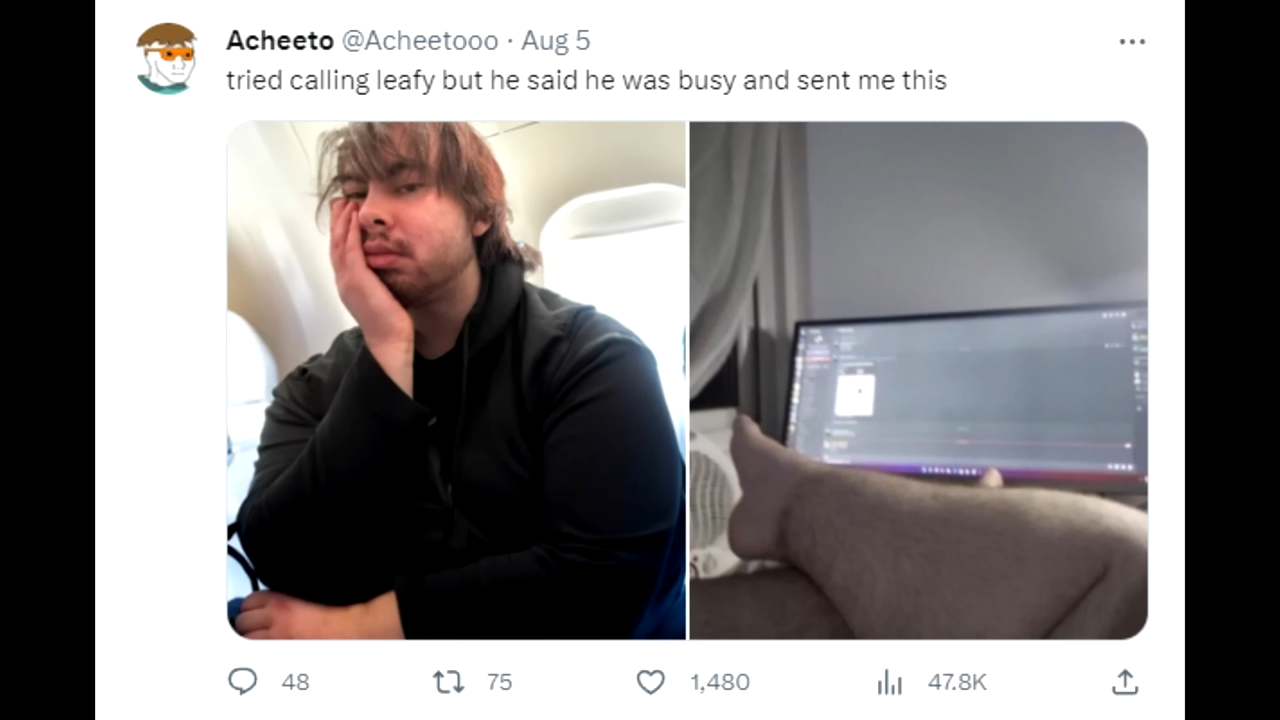 Acheeto @Acheetooo · Aug 5
tried calling leafy but he said he was busy and sent me this
48 75 1,480 47.8K